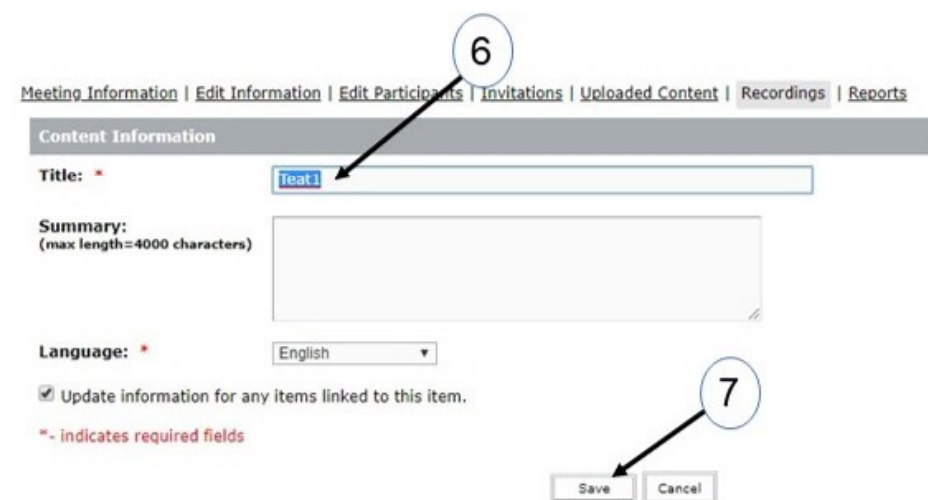 6
Meeting Information | Edit Information | Edit Participants | Invitations | Uploaded Content | Recordings | Reports
Content Information
Title: * Teat1
Summary:
(max length=4000 characters)
Language: * English
Update information for any items linked to this item.
*- indicates required fields
7
Save Cancel